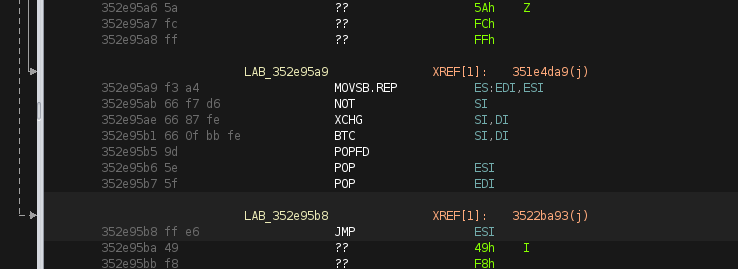 352e95a6 5a ?? 5Ah Z
352e95a7 fc ?? FCh
352e95a8 ff ?? FFh
LAB_352e95a9 XREF[1]: 351e4da9(j)
352e95a9 f3 a4 MOVSB.REP ES:EDI,ESI
352e95ab 66 f7 d6 NOT SI
352e95ae 66 87 fe XCHG SI,DI
352e95b1 66 0f bb fe BTC SI,DI
352e95b5 9d POPFD
352e95b6 5e POP ESI
352e95b7 5f POP EDI
LAB_352e95b8 XREF[1]: 3522ba93(j)
352e95b8 ff e6 JMP ESI
352e95ba 49 ?? 49h I
352e95bb f8 ?? F8h